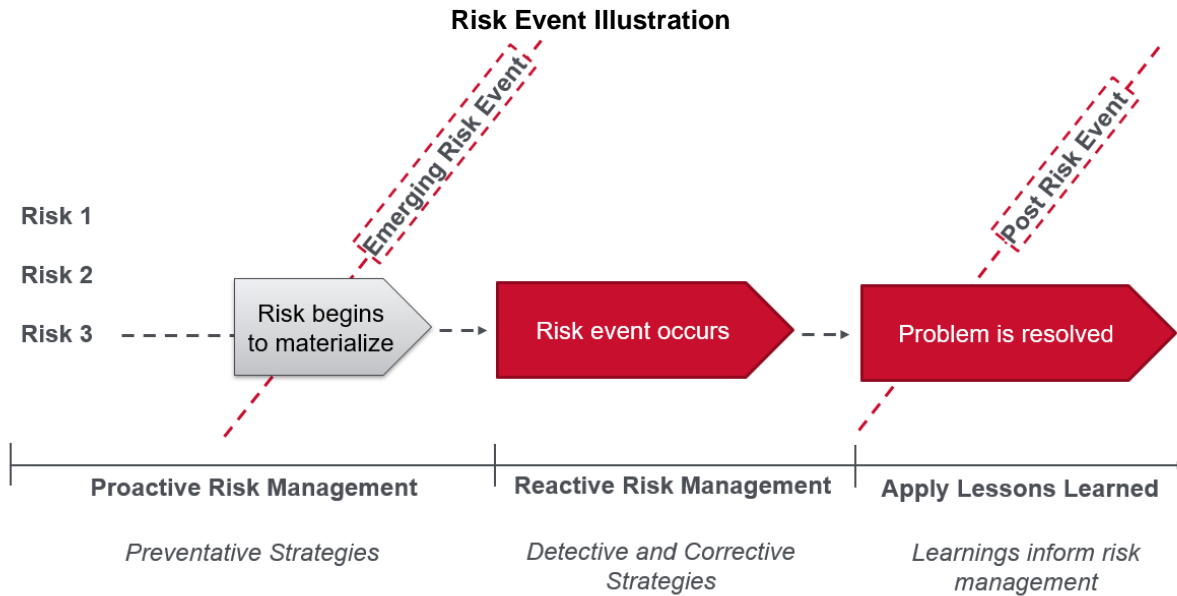 Risk Event Illustration
Emerging Risk Event
Post Risk Event
Risk 1
Risk 2
Risk 3
Risk begins
to materialize
Risk event occurs
Problem is resolved
Proactive Risk Management
Reactive Risk Management
Apply Lessons Learned
Preventative Strategies
Detective and Corrective
Strategies
Learnings inform risk
management